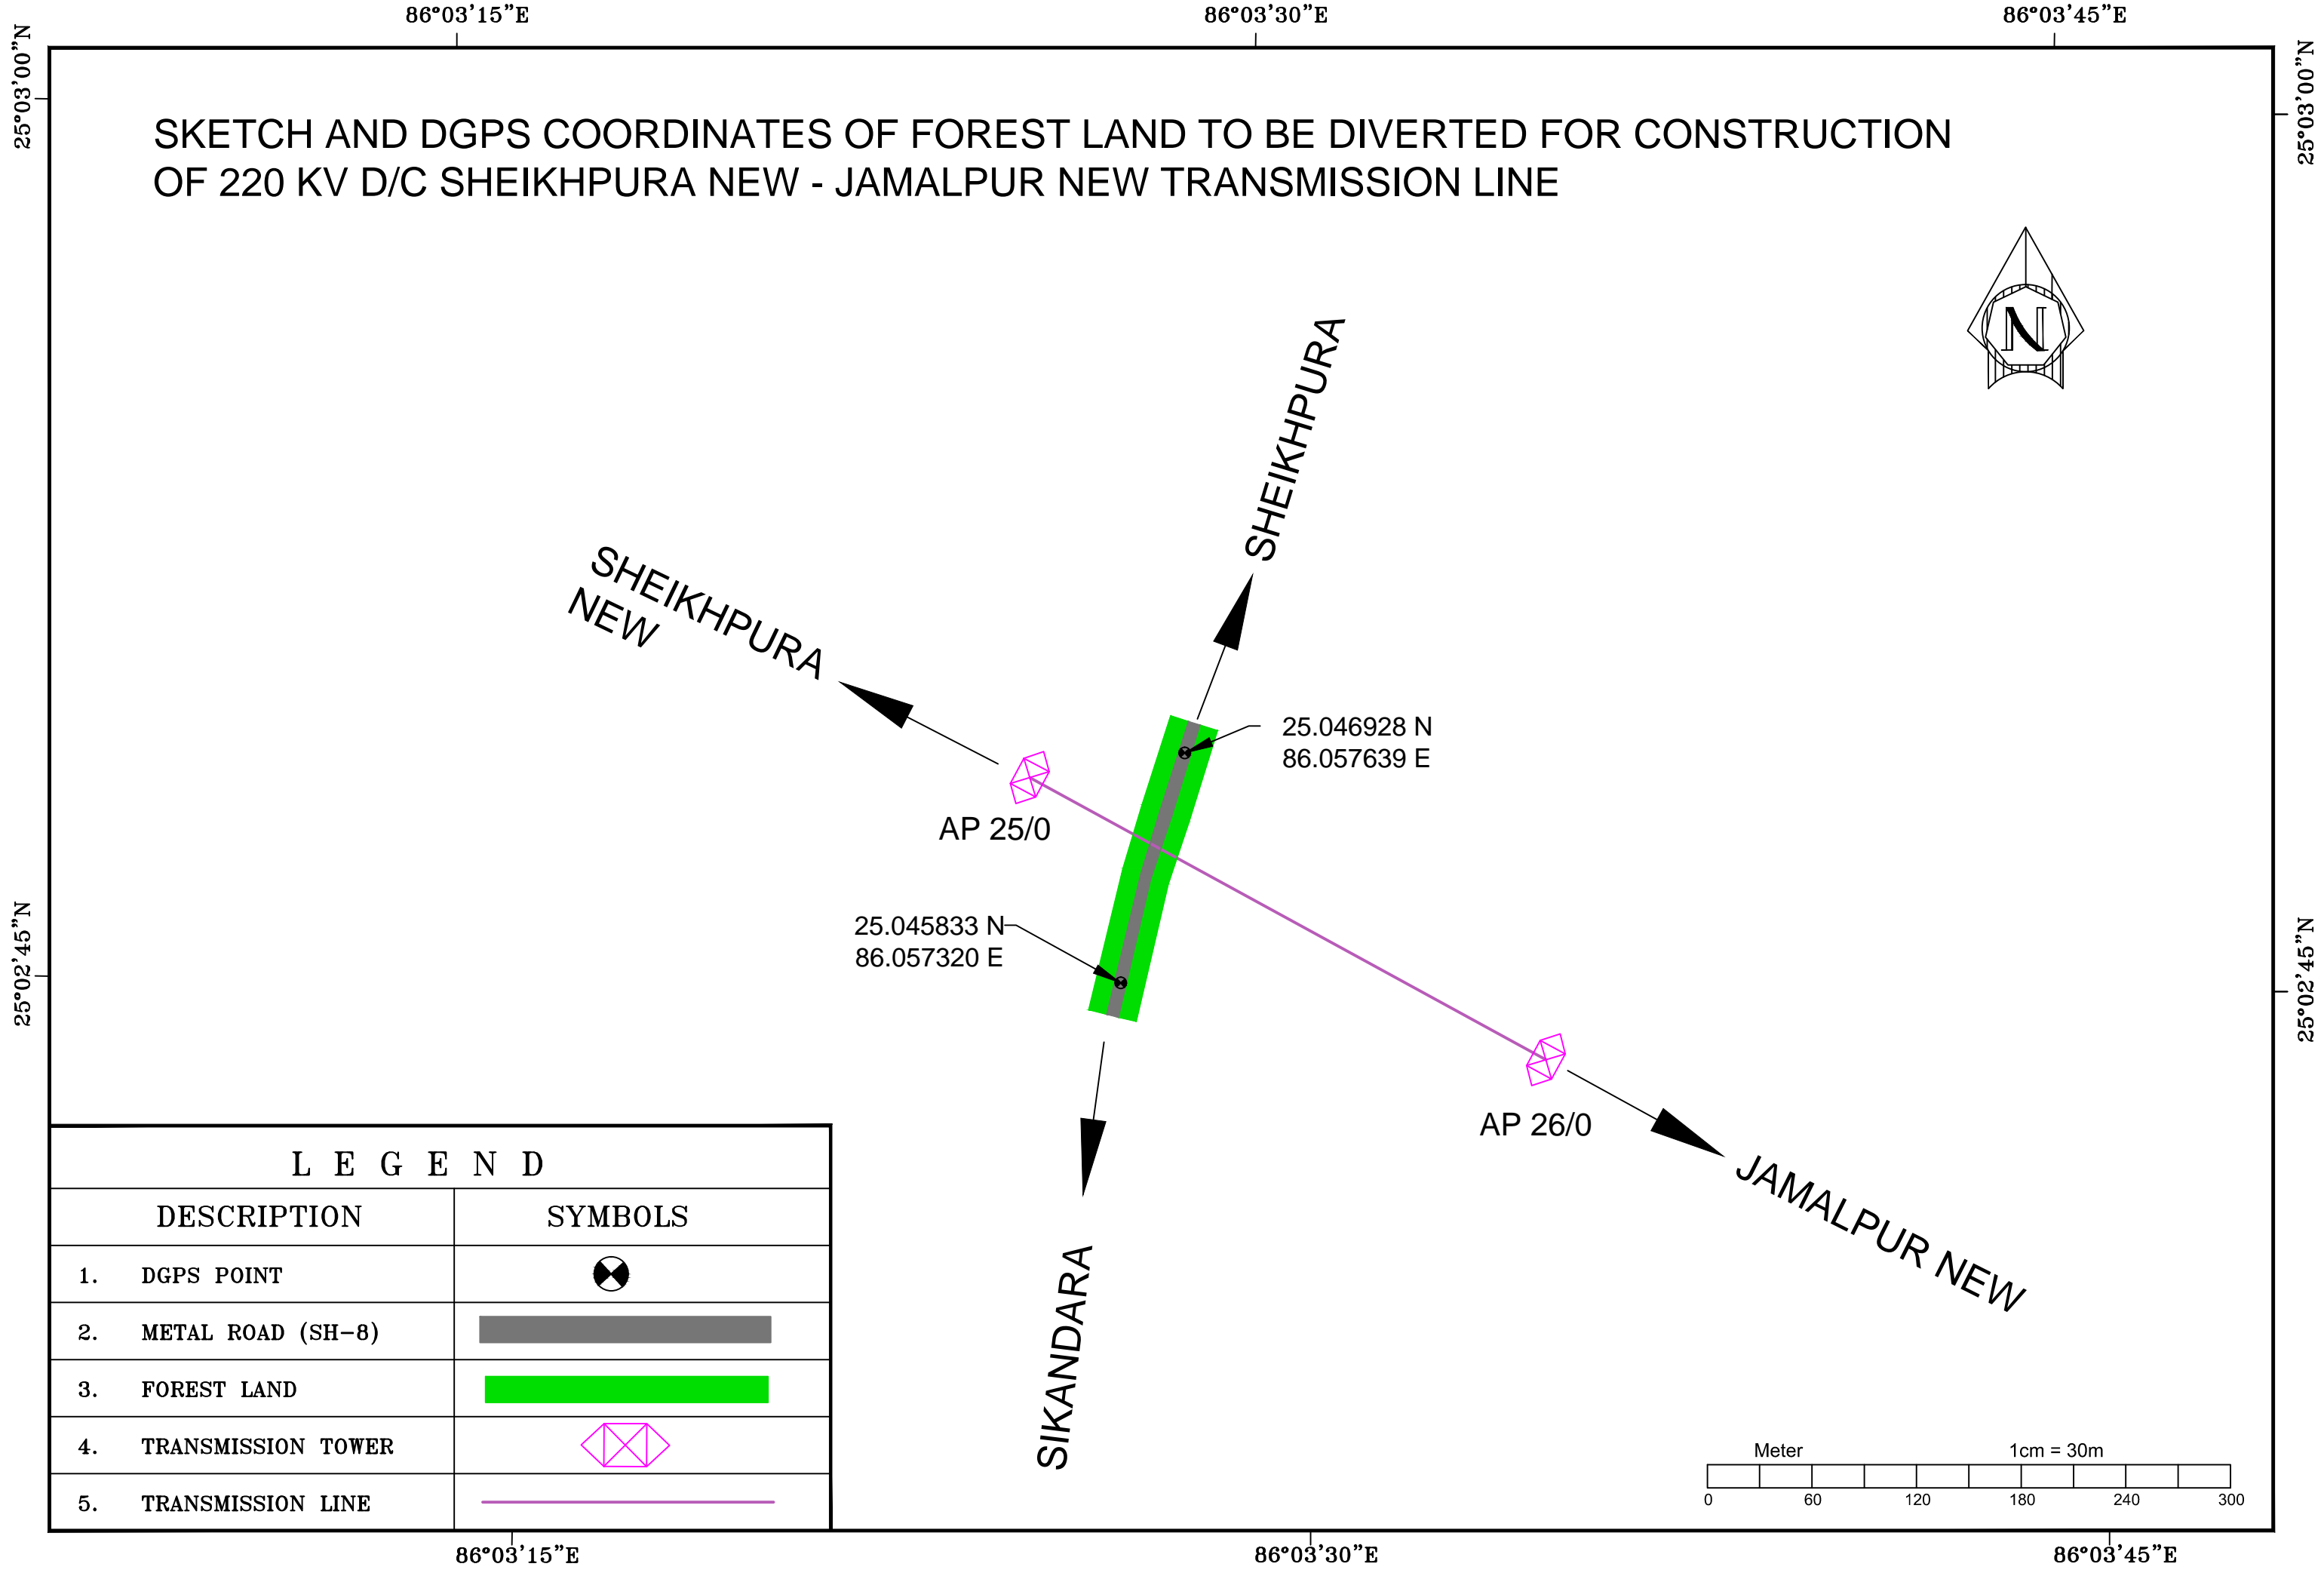 86°03'15"E
86°03'30"E
86°03'45"E
25°03'00"N
25°03'00"N
SKETCH AND DGPS COORDINATES OF FOREST LAND TO BE DIVERTED FOR CONSTRUCTION
OF 220 KV D/C SHEIKHPURA NEW - JAMALPUR NEW TRANSMISSION LINE
N
SHEIKHPURA
SHEIKHPURA
NEW
25.046928 N
86.057639 E
AP 25/0
25.045833 N
86.057320 E
25°02'45"N
25°02'45"N
AP 26/0
JAMALPUR NEW
SIKANDARA
LEGEND
DESCRIPTION
SYMBOLS
1. DGPS POINT
2. METAL ROAD (SH-8)
3. FOREST LAND
4. TRANSMISSION TOWER
5. TRANSMISSION LINE
Meter
1cm = 30m
0 60 120 180 240 300
86°03'15"E
86°03'30"E
86°03'45"E